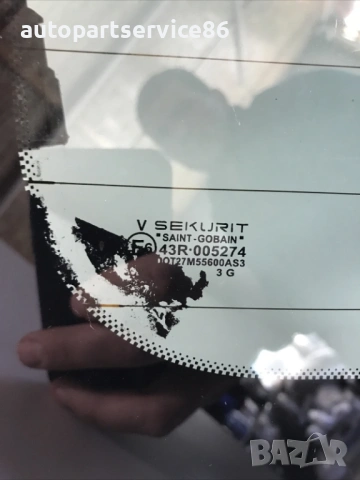 autopartservice86
V SEKURIT
"SAINT-GOBAIN"
E6 43R-005274
DOT27M55600AS3
3 G
BAZAR